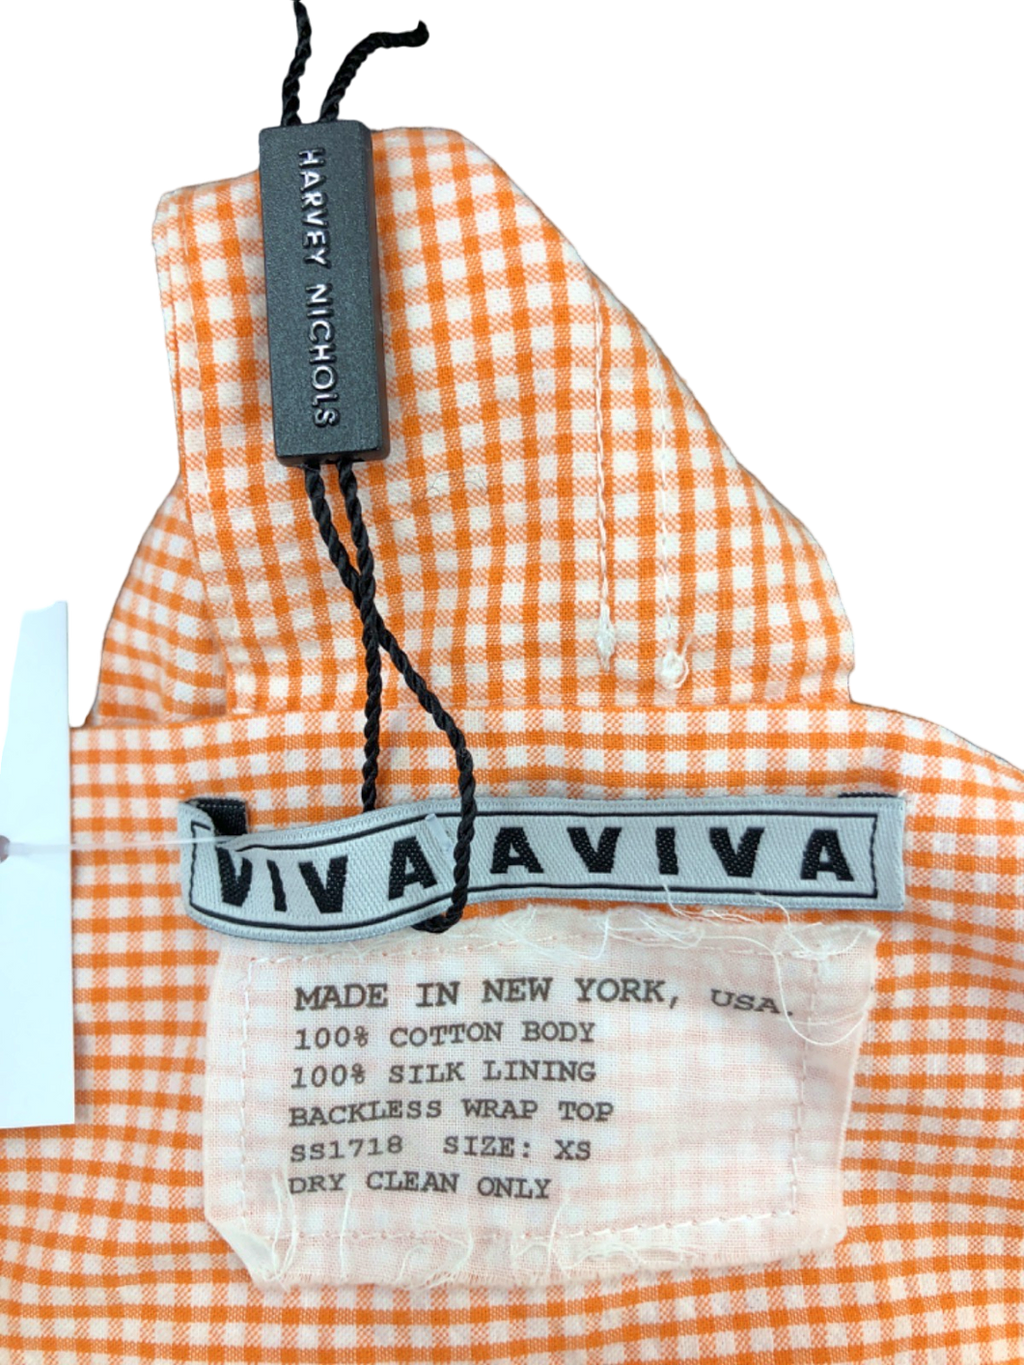 HARVEY NICHOLS
VIVA AVIVA
MADE IN NEW YORK, USA.
100% COTTON BODY
100% SILK LINING
BACKLESS WRAP TOP
SS1718 SIZE: XS
DRY CLEAN ONLY